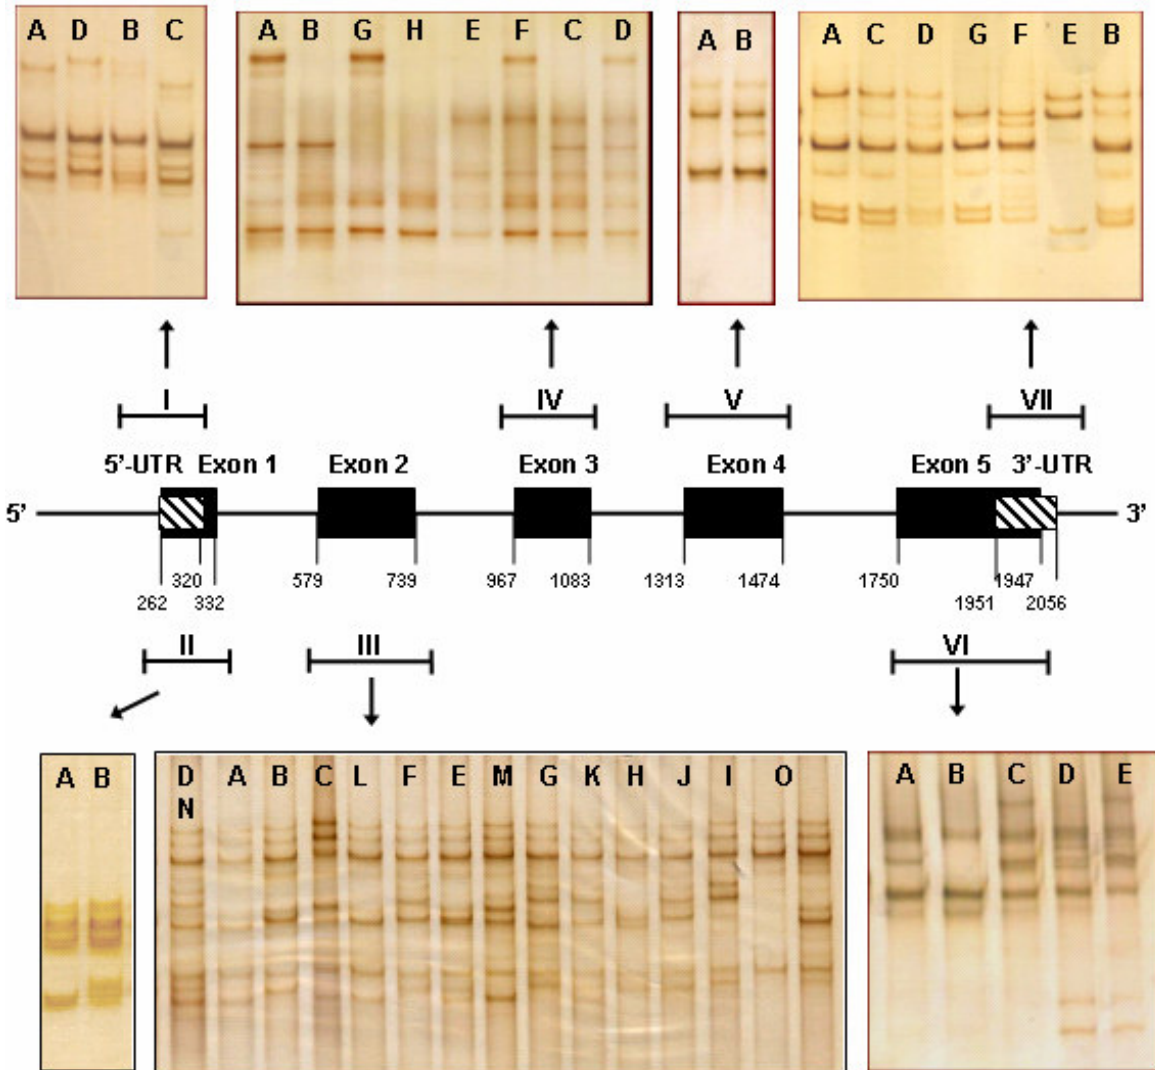 A D B C
A B G H E F C D
A B
A C D G F E B
I
IV
V
VII
5'-UTR Exon 1
Exon 2
Exon 3
Exon 4
Exon 5
3'-UTR
5'
3'
320
579
739
967
1083
1313
1474
1750
1947
262
332
1951
2056
II
III
VI
A B
D A B C L F E M G K H J I O
N
A B C D E